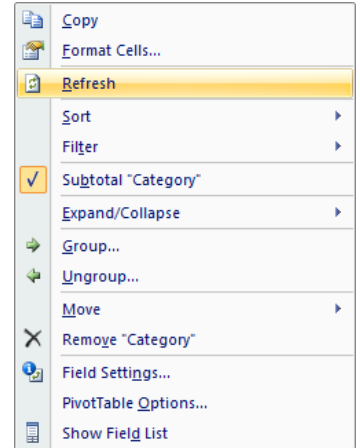 Copy
Format Cells...
Refresh
Sort
Filter
Subtotal "Category"
Expand/Collapse
Group...
Ungroup...
Move
Remove "Category"
Field Settings...
PivotTable Options...
Show Field List